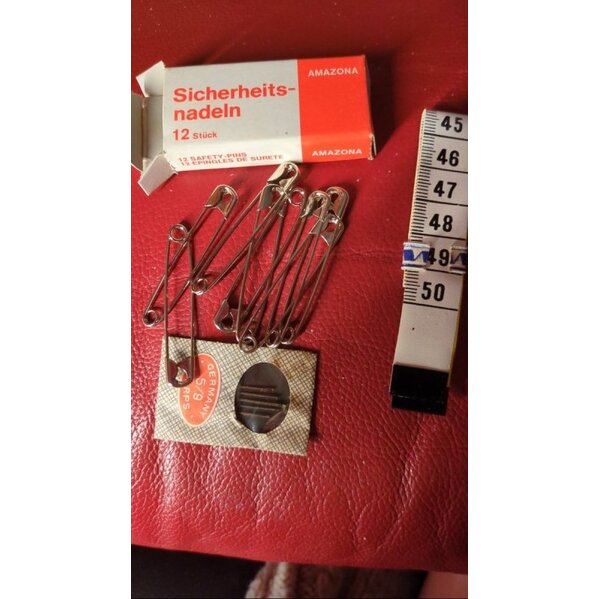 AMAZONA
Sicherheits-
nadeln
12 Stück
12 SAFETY-PINS
12 EPINGLES DE SURETE
AMAZONA
45
46
47
48
49
50
GERMANY
5/9